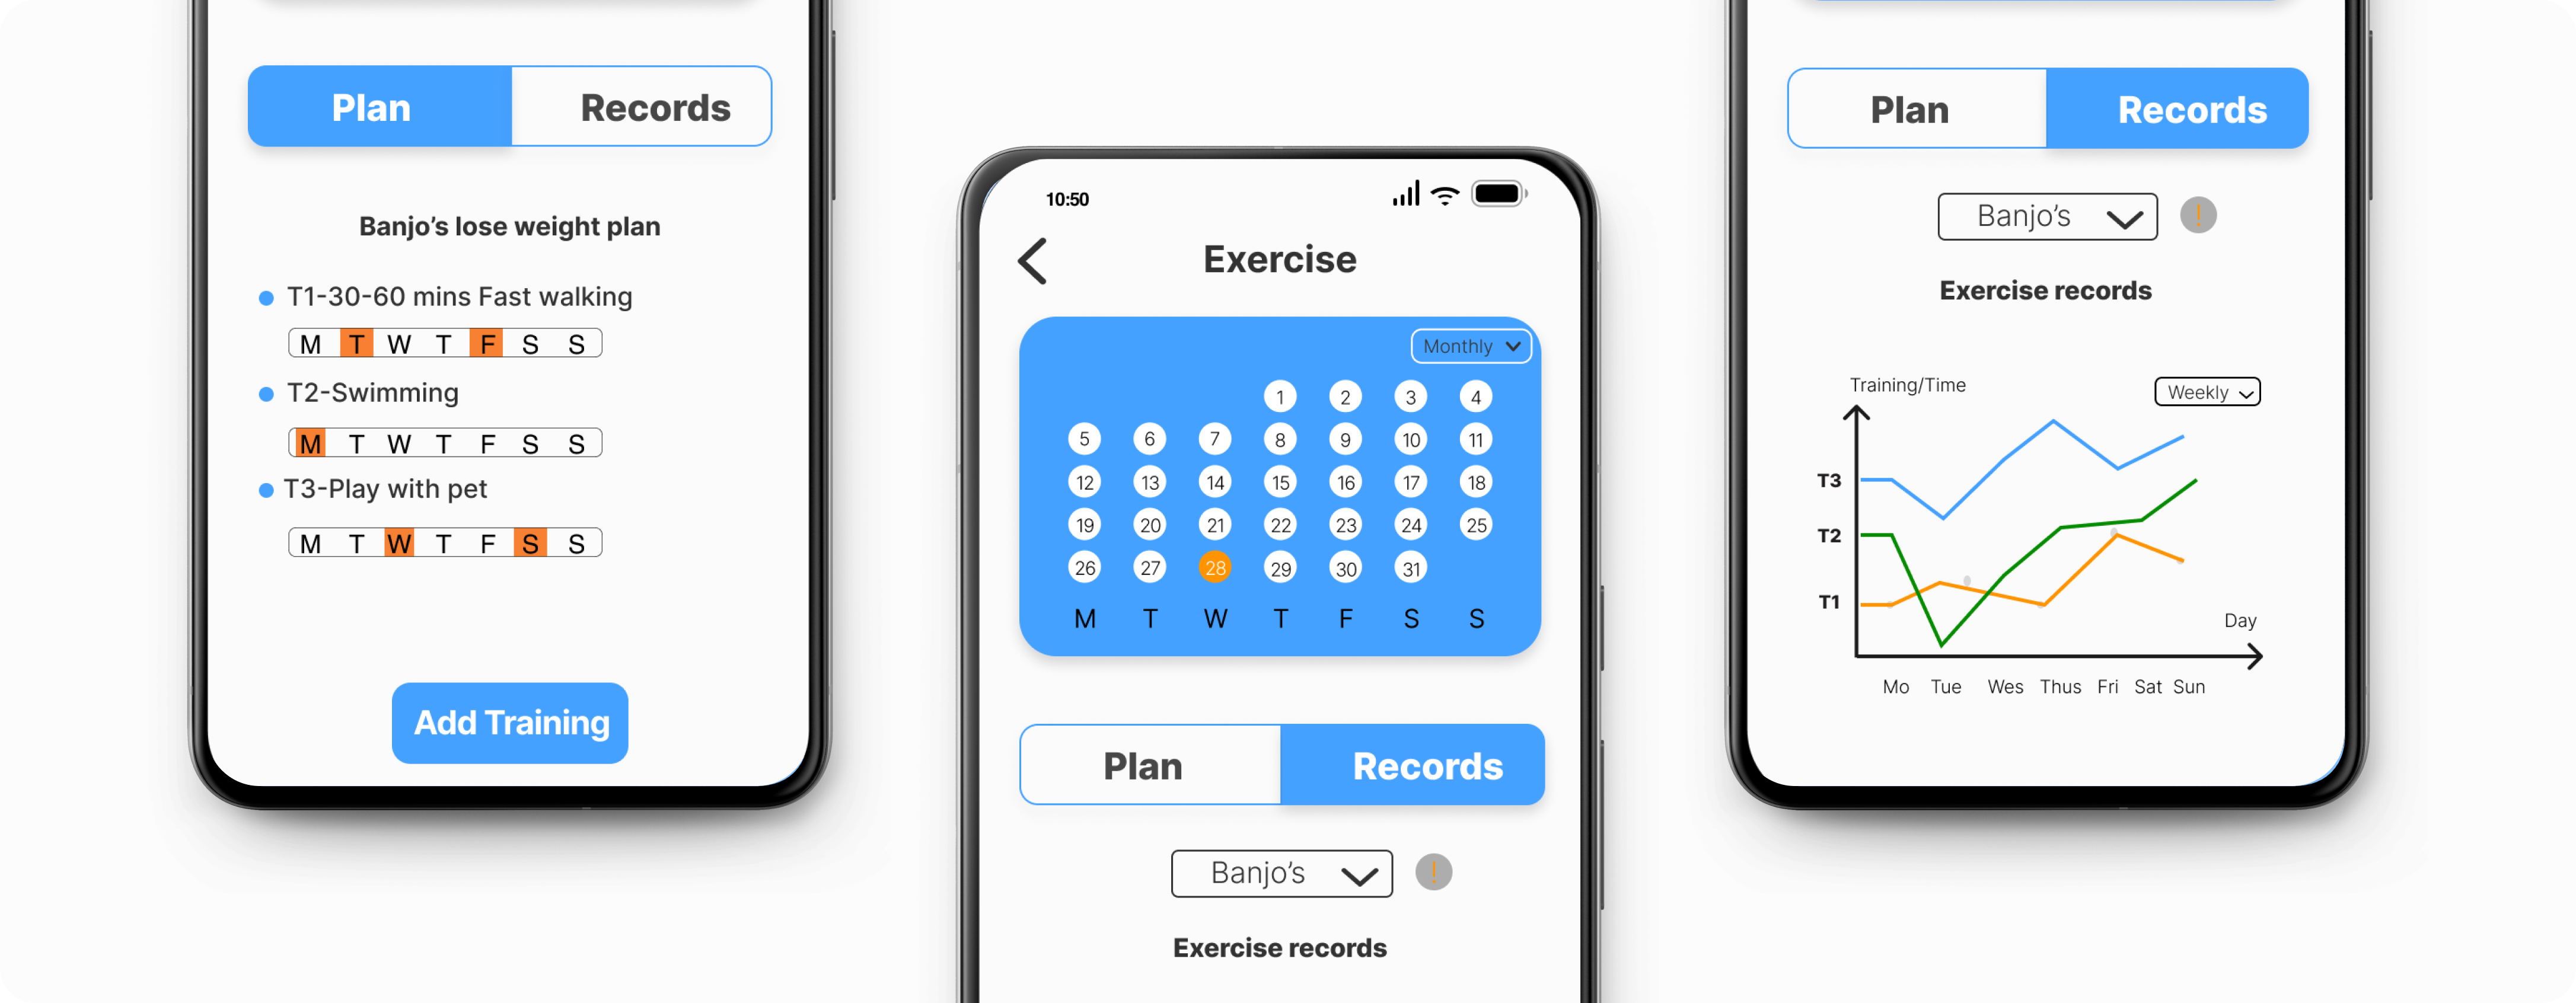 Plan Records
Banjo's lose weight plan
T1-30-60 mins Fast walking
M T W T F S S
T2-Swimming
M T W T F S S
T3-Play with pet
M T W T F S S
Add Training
10:50
Exercise
Monthly
1 2 3 4
5 6 7 8 9 10 11
12 13 14 15 16 17 18
19 20 21 22 23 24 25
26 27 28 29 30 31
M T W T F S S
Plan Records
Banjo's !
Exercise records
Plan Records
Banjo's !
Exercise records
Training/Time
Weekly
T3
T2
T1
Day
Mo Tue Wes Thus Fri Sat Sun